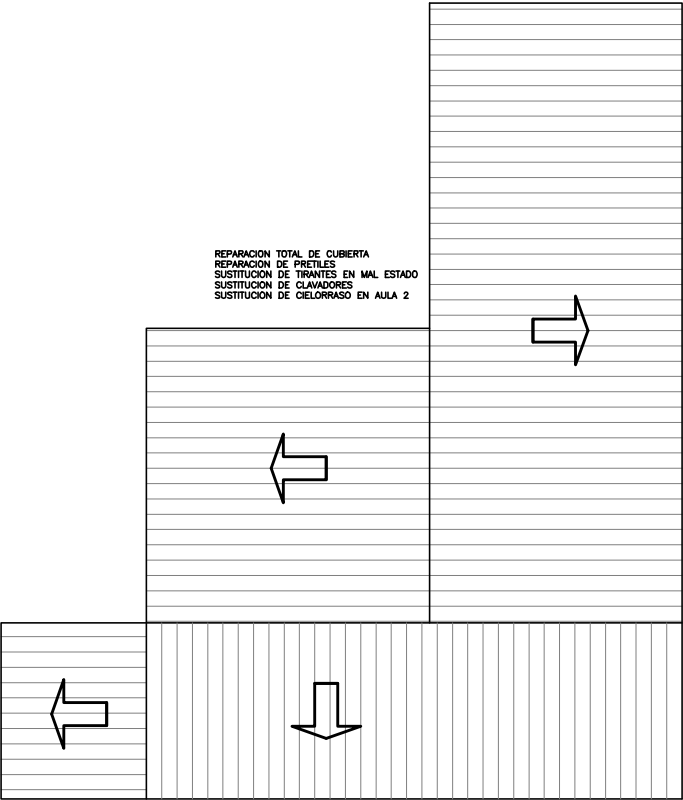 REPARACION TOTAL DE CUBIERTA
REPARACION DE PRETILES
SUSTITUCION DE TIRANTES EN MAL ESTADO
SUSTITUCION DE CLAVADORES
SUSTITUCION DE CIELORRASO EN AULA 2